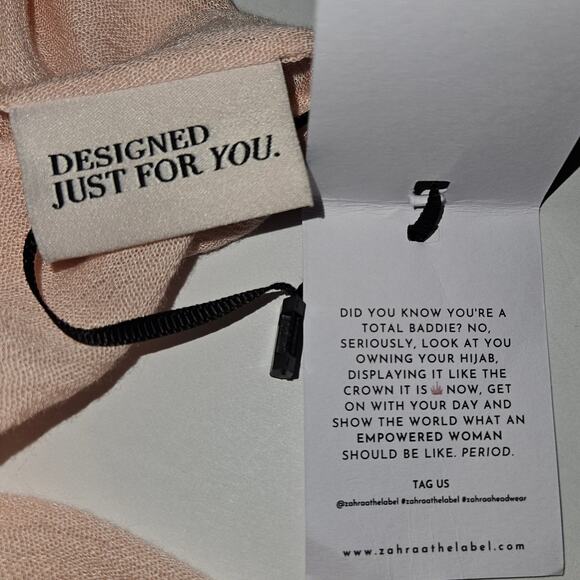 DESIGNED
JUST FOR YOU.
DID YOU KNOW YOU'RE A
TOTAL BADDIE? NO,
SERIOUSLY, LOOK AT YOU
OWNING YOUR HIJAB,
DISPLAYING IT LIKE THE
CROWN IT IS NOW, GET
ON WITH YOUR DAY AND
SHOW THE WORLD WHAT AN
EMPOWERED WOMAN
SHOULD BE LIKE. PERIOD.
TAG US
@zahraathelabel #zahraathelabel #zahraaheadwear
www.zahraathelabel.com